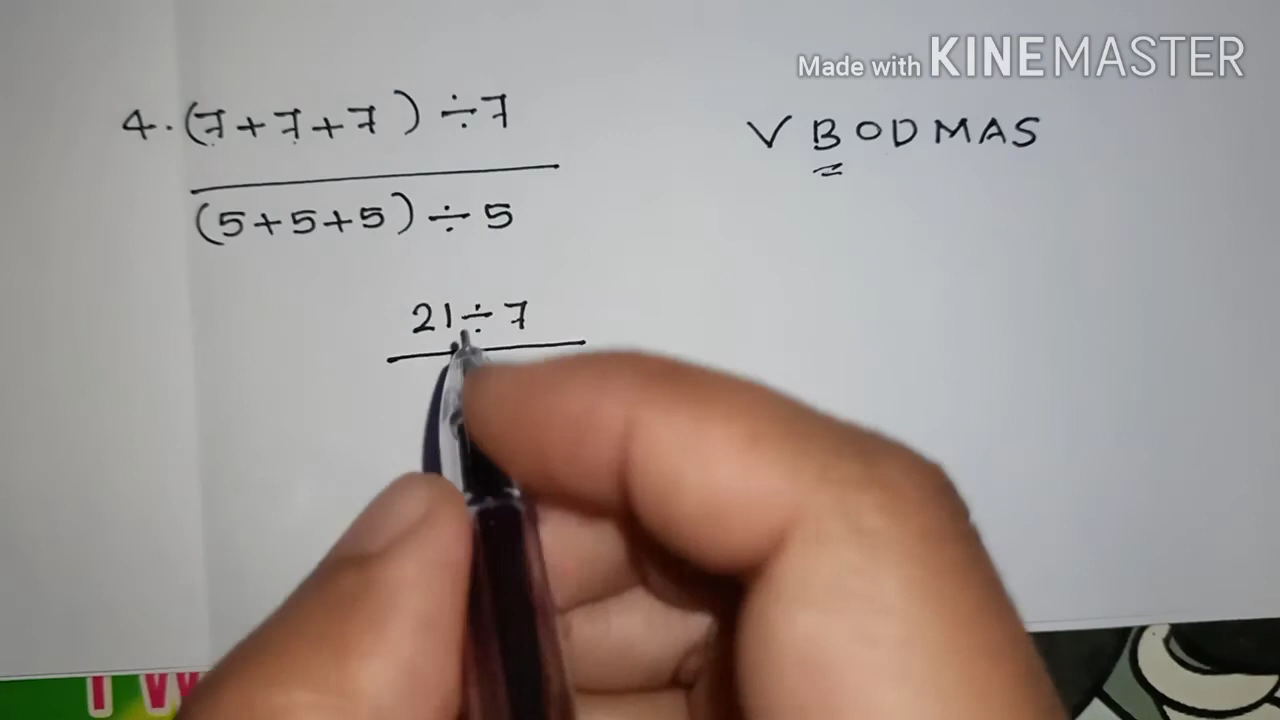 Made with KINEMASTER
4. (7+7+7) ÷7
V BODMAS
(5+5+5) ÷ 5
21÷7